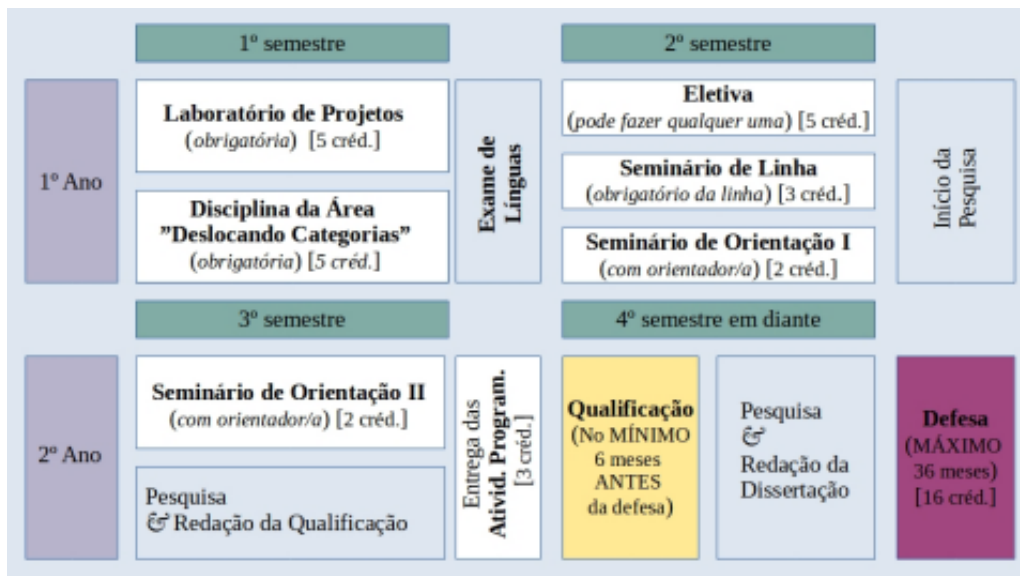 1º semestre
2º semestre
1º Ano
Laboratório de Projetos
(obrigatória) [5 créd.]
Disciplina da Área
”Deslocando Categorias”
(obrigatória) [5 créd.]
Exame de
Línguas
Eletiva
(pode fazer qualquer uma) [5 créd.]
Seminário de Linha
(obrigatório da linha) [3 créd.]
Seminário de Orientação I
(com orientador/a) [2 créd.]
Início da
Pesquisa
3º semestre
4º semestre em diante
2º Ano
Seminário de Orientação II
(com orientador/a) [2 créd.]
Pesquisa
& Redação da Qualificação
Entrega das
Ativid. Program.
[3 créd.]
Qualificação
(No MÍNIMO
6 meses
ANTES
da defesa)
Pesquisa
&
Redação da
Dissertação
Defesa
(MÁXIMO
36 meses)
[16 créd.]